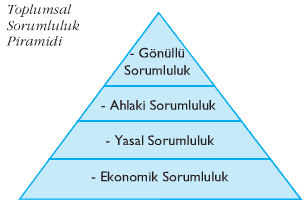 Toplumsal
Sorumluluk
Piramidi
- Gönüllü
Sorumluluk
- Ahlaki Sorumluluk
- Yasal Sorumluluk
- Ekonomik Sorumluluk